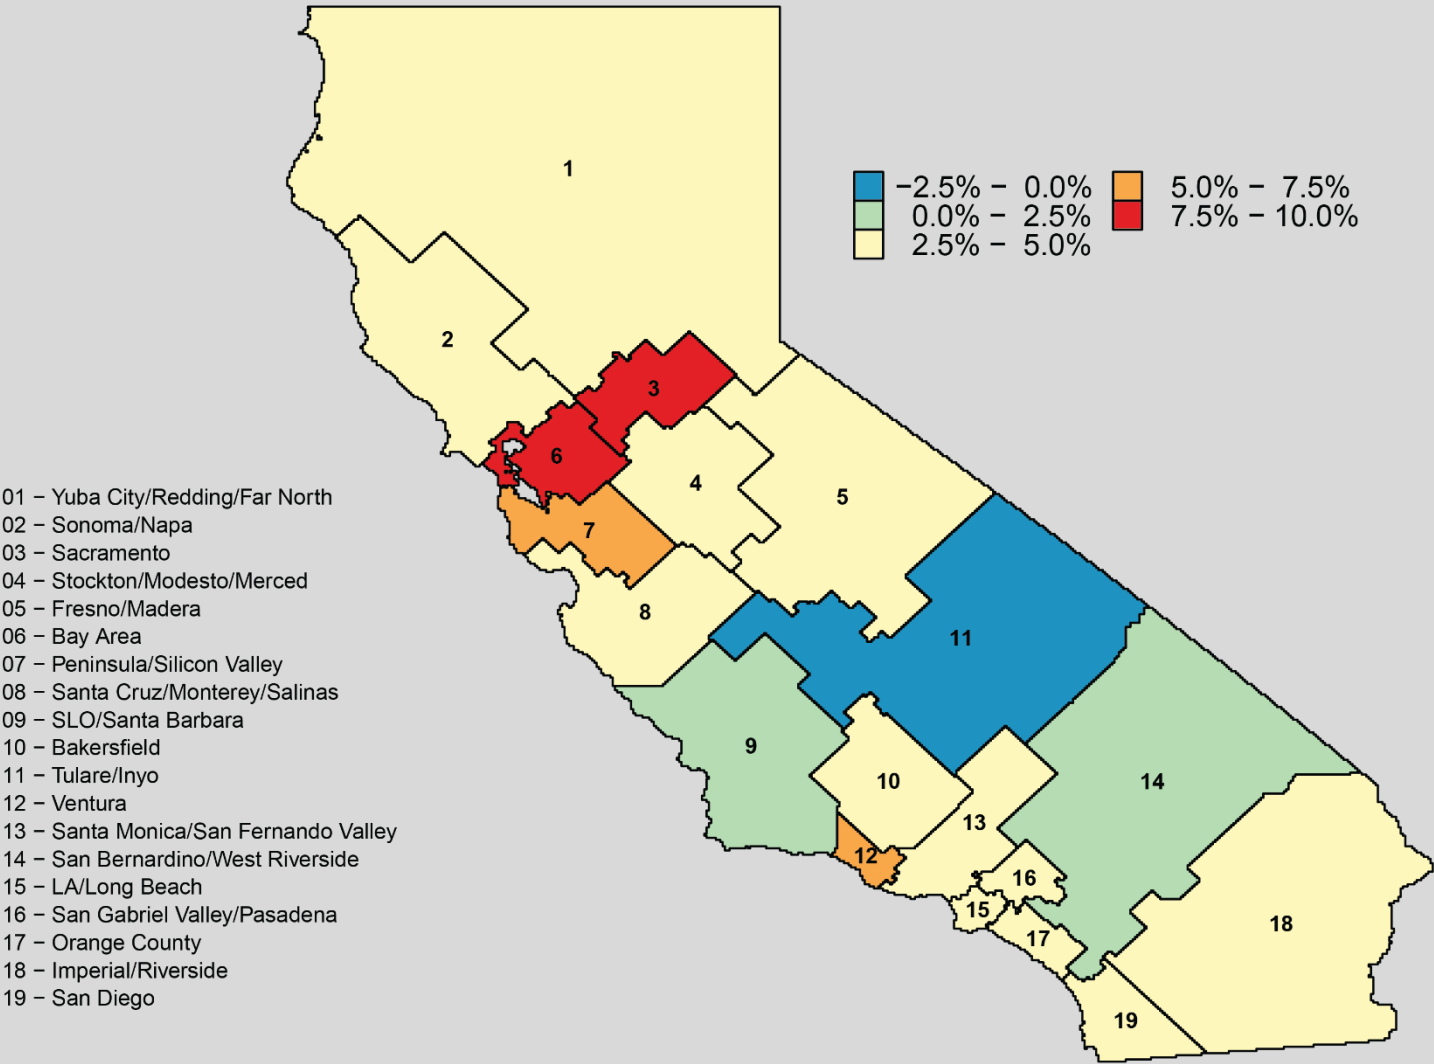 1
−2.5% − 0.0%
5.0% − 7.5%
0.0% − 2.5%
7.5% − 10.0%
2.5% − 5.0%
2
3
6
4
5
7
8
11
9
10
14
13
12
16
15
17
18
19
01 − Yuba City/Redding/Far North
02 − Sonoma/Napa
03 − Sacramento
04 − Stockton/Modesto/Merced
05 − Fresno/Madera
06 − Bay Area
07 − Peninsula/Silicon Valley
08 − Santa Cruz/Monterey/Salinas
09 − SLO/Santa Barbara
10 − Bakersfield
11 − Tulare/Inyo
12 − Ventura
13 − Santa Monica/San Fernando Valley
14 − San Bernardino/West Riverside
15 − LA/Long Beach
16 − San Gabriel Valley/Pasadena
17 − Orange County
18 − Imperial/Riverside
19 − San Diego